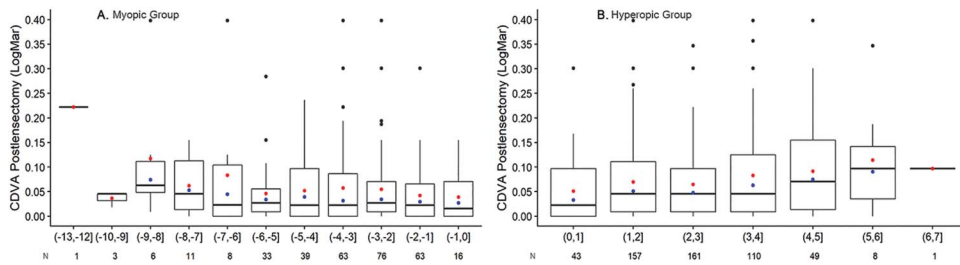 A. Myopic Group
CDVA Postlensectomy (LogMar)
0.40
0.35
0.30
0.25
0.20
0.15
0.10
0.05
0.00
(-13,-12] (-10,-9] (-9,-8] (-8,-7] (-7,-6] (-6,-5] (-5,-4] (-4,-3] (-3,-2] (-2,-1] (-1,0]
N 1 3 6 11 8 33 39 63 76 63 16
B. Hyperopic Group
CDVA Postlensectomy (LogMar)
0.40
0.35
0.30
0.25
0.20
0.15
0.10
0.05
0.00
(0,1] (1,2] (2,3] (3,4] (4,5] (5,6] (6,7]
N 43 157 161 110 49 8 1